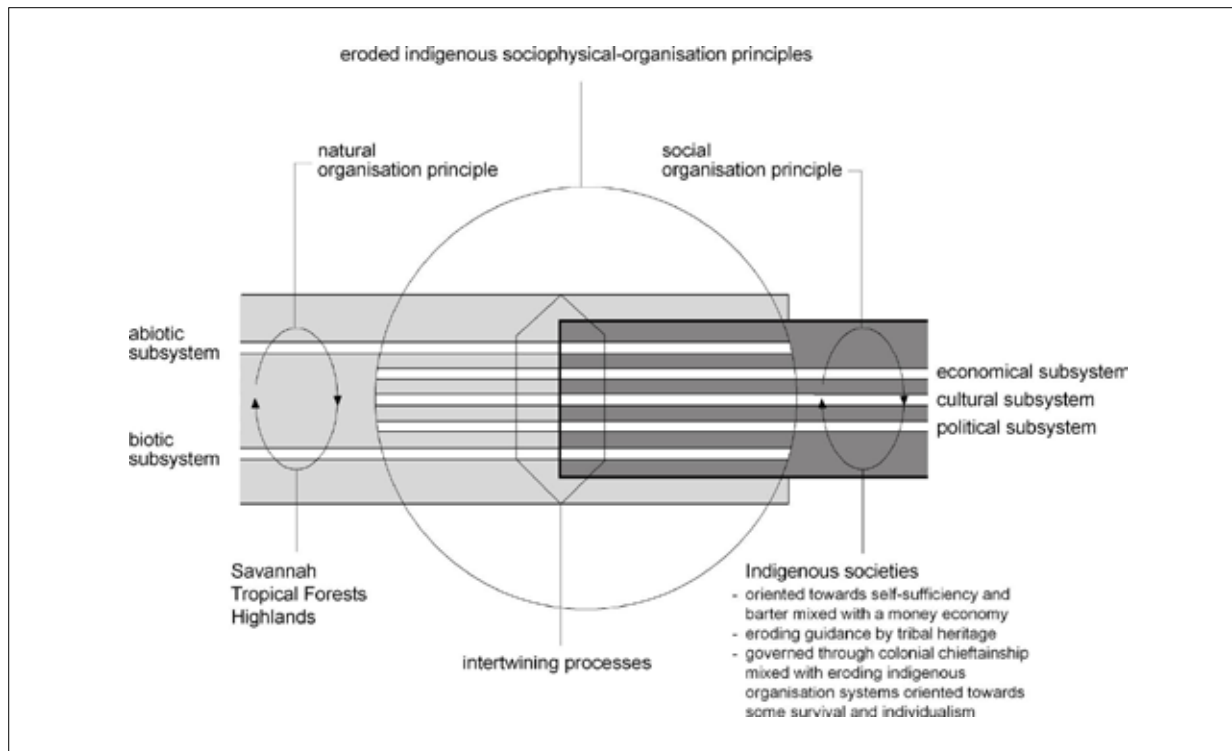 eroded indigenous sociophysical-organisation principles
natural
organisation principle
social
organisation principle
abiotic
subsystem
biotic
subsystem
economical subsystem
cultural subsystem
political subsystem
Savannah
Tropical Forests
Highlands
intertwining processes
Indigenous societies
- oriented towards self-sufficiency and
barter mixed with a money economy
- eroding guidance by tribal heritage
- governed through colonial chieftainship
mixed with eroding indigenous
organisation systems oriented towards
some survival and individualism